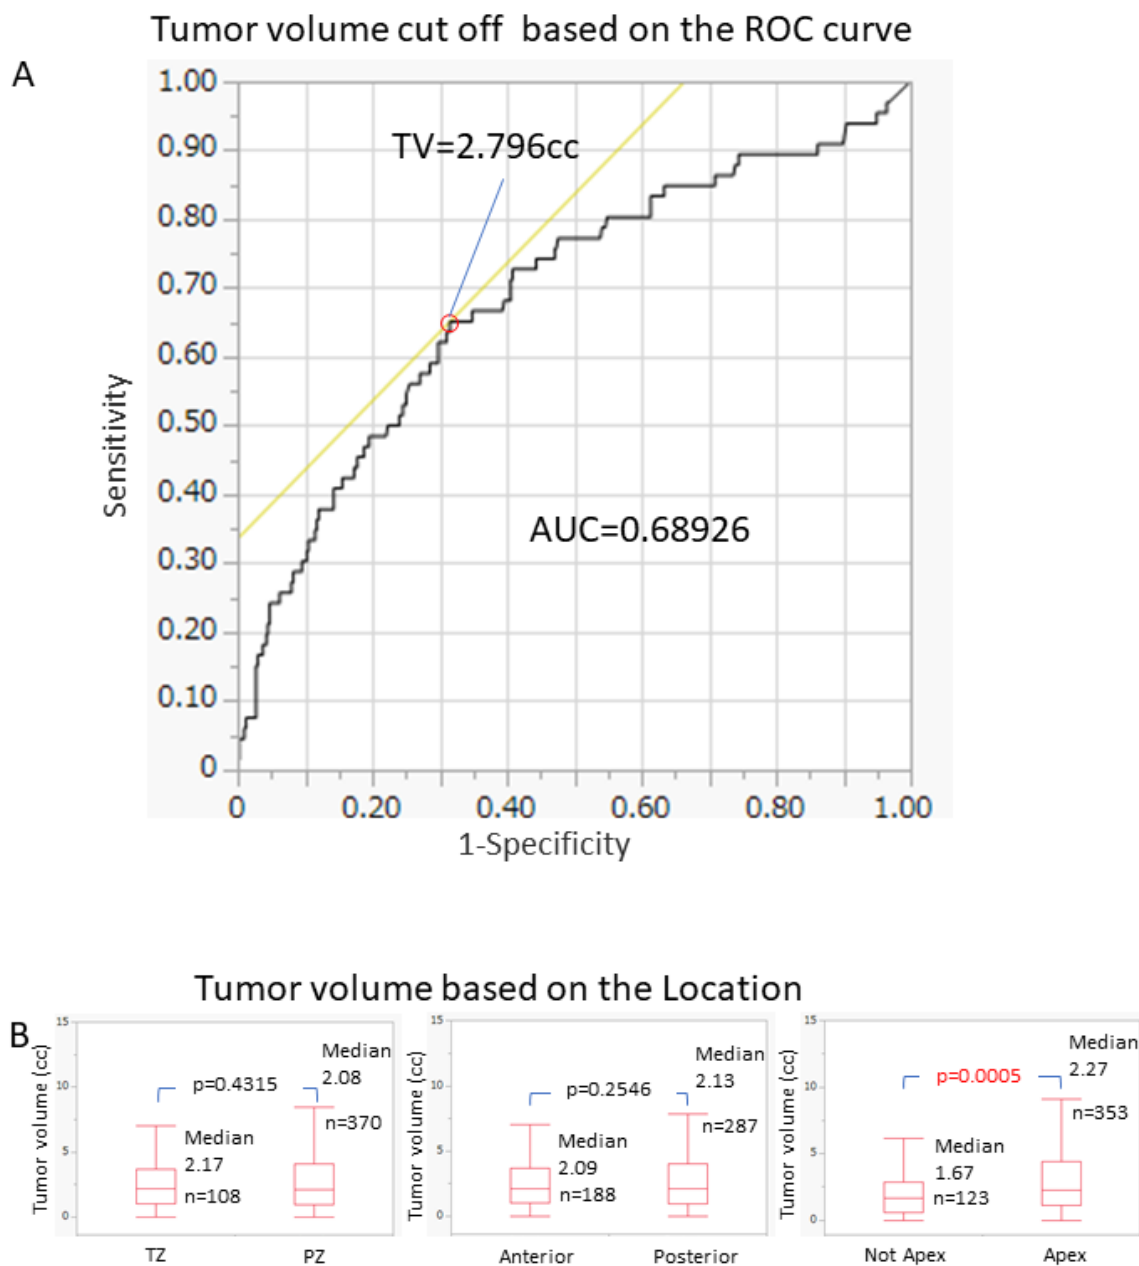 Tumor volume cut off based on the ROC curve
A
1.00
0.90
0.80
0.70
0.60
0.50
0.40
0.30
0.20
0.10
0
Sensitivity
TV=2.796cc
AUC=0.68926
0 0.20 0.40 0.60 0.80 1.00
1-Specificity
Tumor volume based on the Location
B
Tumor volume (cc)
15
10
5
0
p=0.4315
Median
2.08
n=370
Median
2.17
n=108
TZ PZ
Tumor volume (cc)
15
10
5
0
p=0.2546
Median
2.13
n=287
Median
2.09
n=188
Anterior Posterior
Tumor volume (cc)
15
10
5
0
p=0.0005
Median
2.27
n=353
Median
1.67
n=123
Not Apex Apex